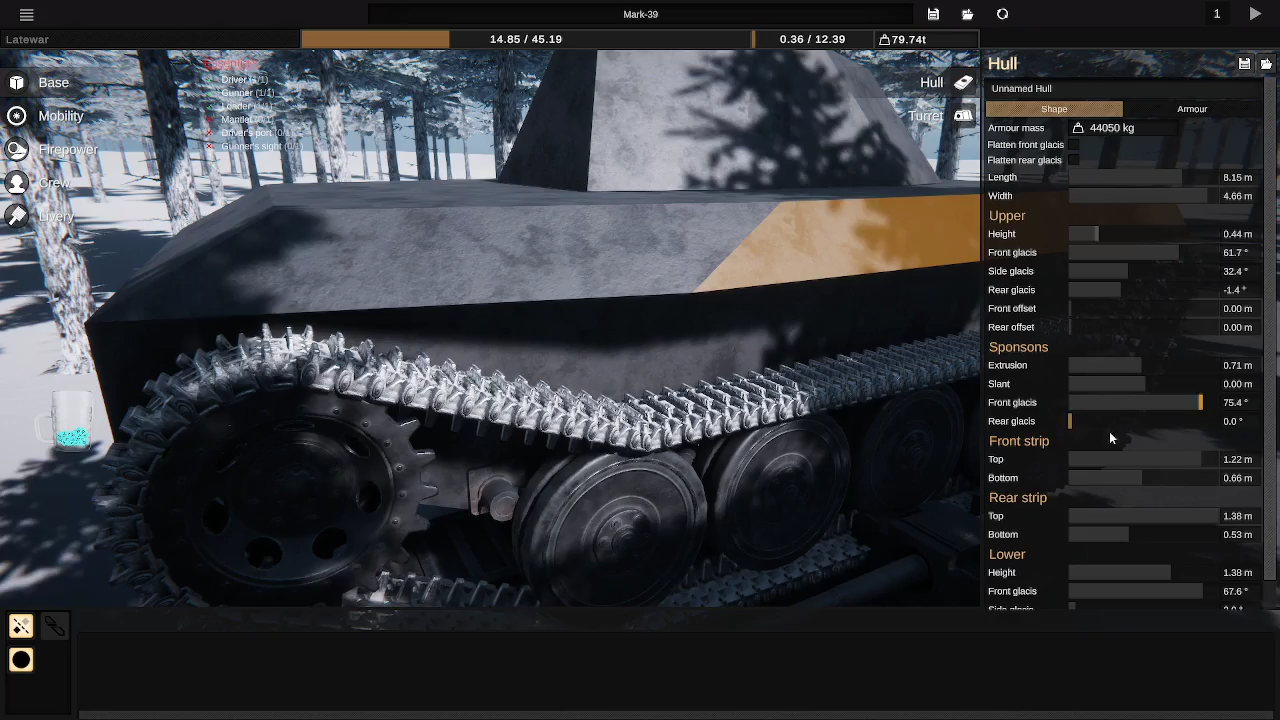 Mark-39
1
Latewar
14.85 / 45.19
0.36 / 12.39
79.74t
Essentials
Driver (1/1)
Gunner (1/1)
Loader (1/1)
Mantlet (0/1)
Driver's port (0/1)
Gunner's sight (0/1)
Base
Mobility
Firepower
Crew
Livery
Hull
Turret
Hull
Unnamed Hull
Shape
Armour
Armour mass 44050 kg
Flatten front glacis
Flatten rear glacis
Length 8.15 m
Width 4.66 m
Upper
Height 0.44 m
Front glacis 61.7 °
Side glacis 32.4 °
Rear glacis -1.4 °
Front offset 0.00 m
Rear offset 0.00 m
Sponsons
Extrusion 0.71 m
Slant 0.00 m
Front glacis 75.4 °
Rear glacis 0.0 °
Front strip
Top 1.22 m
Bottom 0.66 m
Rear strip
Top 1.38 m
Bottom 0.53 m
Lower
Height 1.38 m
Front glacis 67.6 °
Side glacis